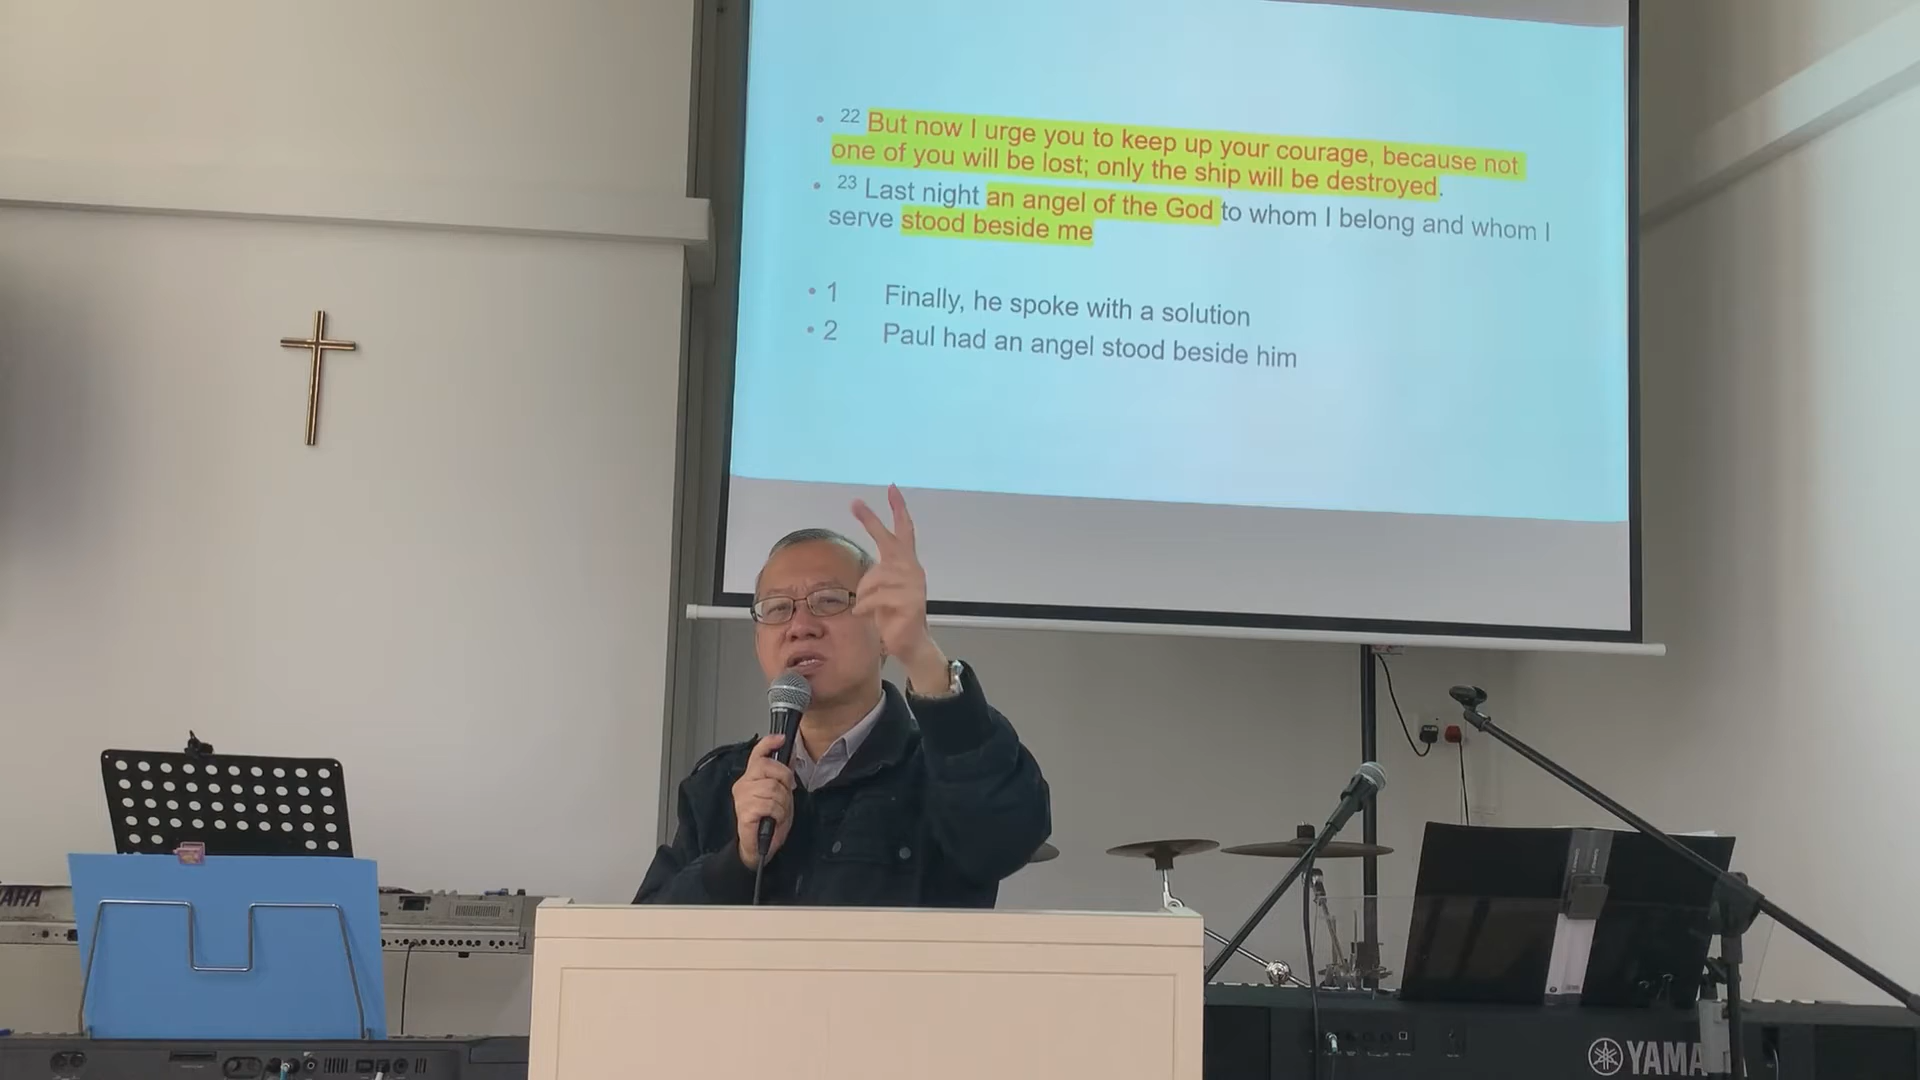 • 22 But now I urge you to keep up your courage, because not
one of you will be lost; only the ship will be destroyed.
• 23 Last night an angel of the God to whom I belong and whom I
serve stood beside me
• 1 Finally, he spoke with a solution
• 2 Paul had an angel stood beside him
AHA
YAMA